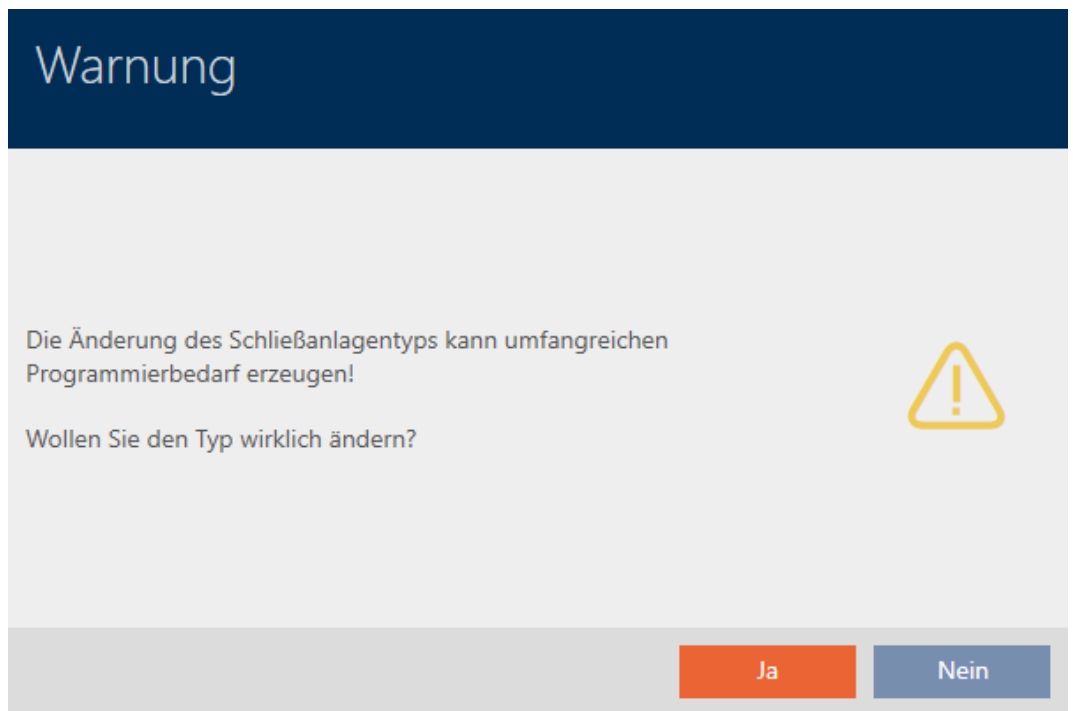 Warnung
Die Änderung des Schließanlagentyps kann umfangreichen
Programmierbedarf erzeugen!
Wollen Sie den Typ wirklich ändern?
Ja
Nein